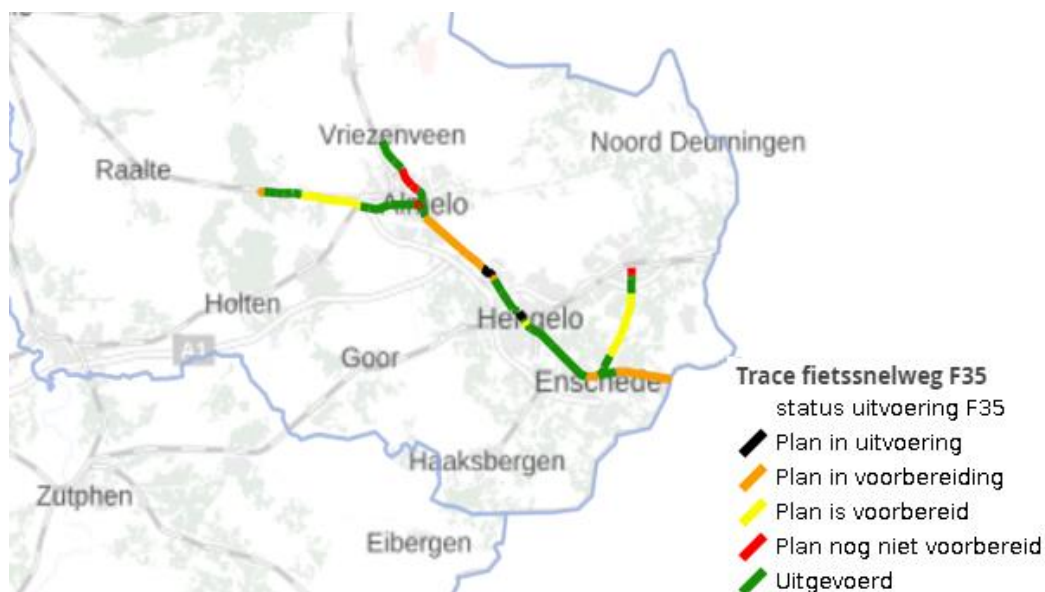 Vriezenveen
Noord Deurningen
Raalte
Almelo
Holten
Hengelo
A1
Goor
Enschede
Haaksbergen
Zutphen
Eibergen
Trace fietssnelweg F35
status uitvoering F35
Plan in uitvoering
Plan in voorbereiding
Plan is voorbereid
Plan nog niet voorbereid
Uitgevoerd